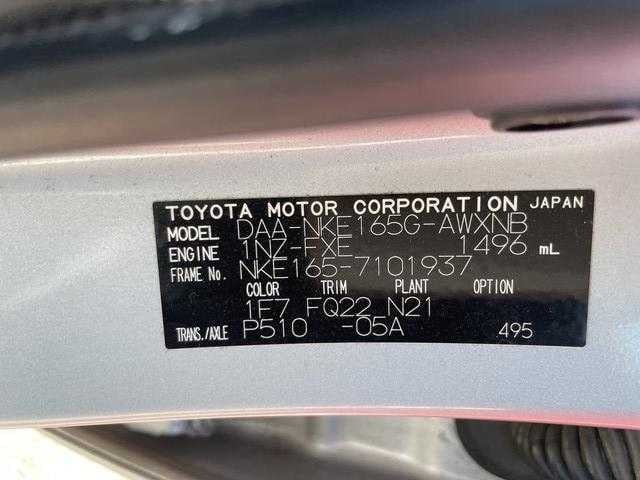 TOYOTA MOTOR CORPORATION JAPAN
MODEL DAA-NKE165G-AWXNB
ENGINE 1NZ-FXE 1496 mL
FRAME No. NKE165-7101937
COLOR TRIM PLANT OPTION
1F7 FQ22 N21
TRANS./AXLE P510 -05A 495